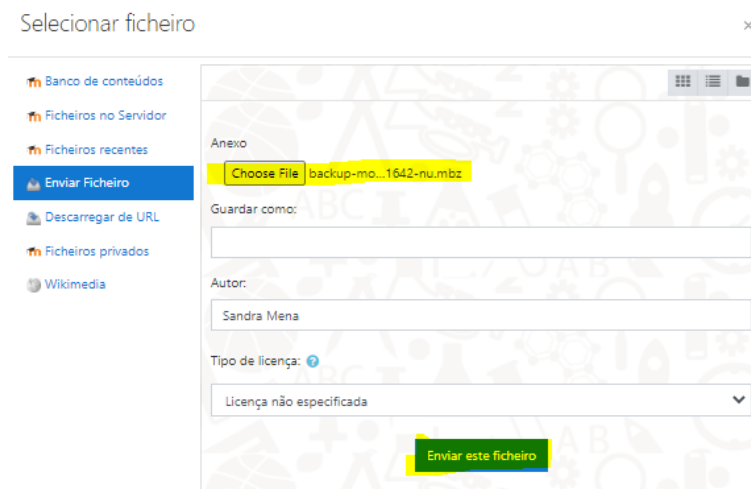 Selecionar ficheiro
Banco de conteúdos
Ficheiros no Servidor
Ficheiros recentes
Enviar Ficheiro
Descarregar de URL
Ficheiros privados
Wikimedia
Anexo
Choose File backup-mo...1642-nu.mbz
Guardar como:
Autor:
Sandra Mena
Tipo de licença:
Licença não especificada
Enviar este ficheiro